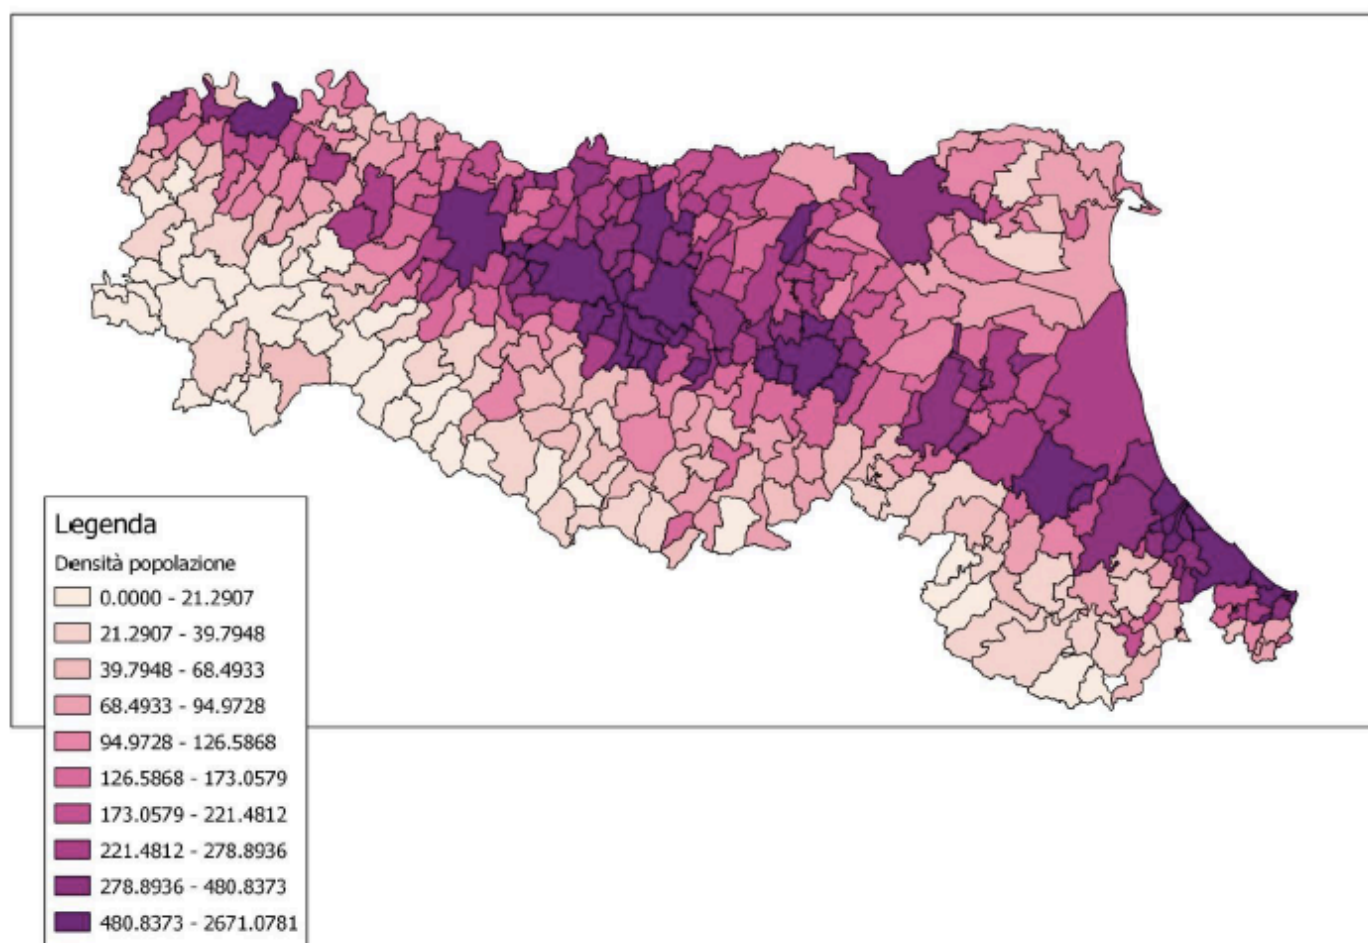 Legenda
Densità popolazione
0.0000 - 21.2907
21.2907 - 39.7948
39.7948 - 68.4933
68.4933 - 94.9728
94.9728 - 126.5868
126.5868 - 173.0579
173.0579 - 221.4812
221.4812 - 278.8936
278.8936 - 480.8373
480.8373 - 2671.0781